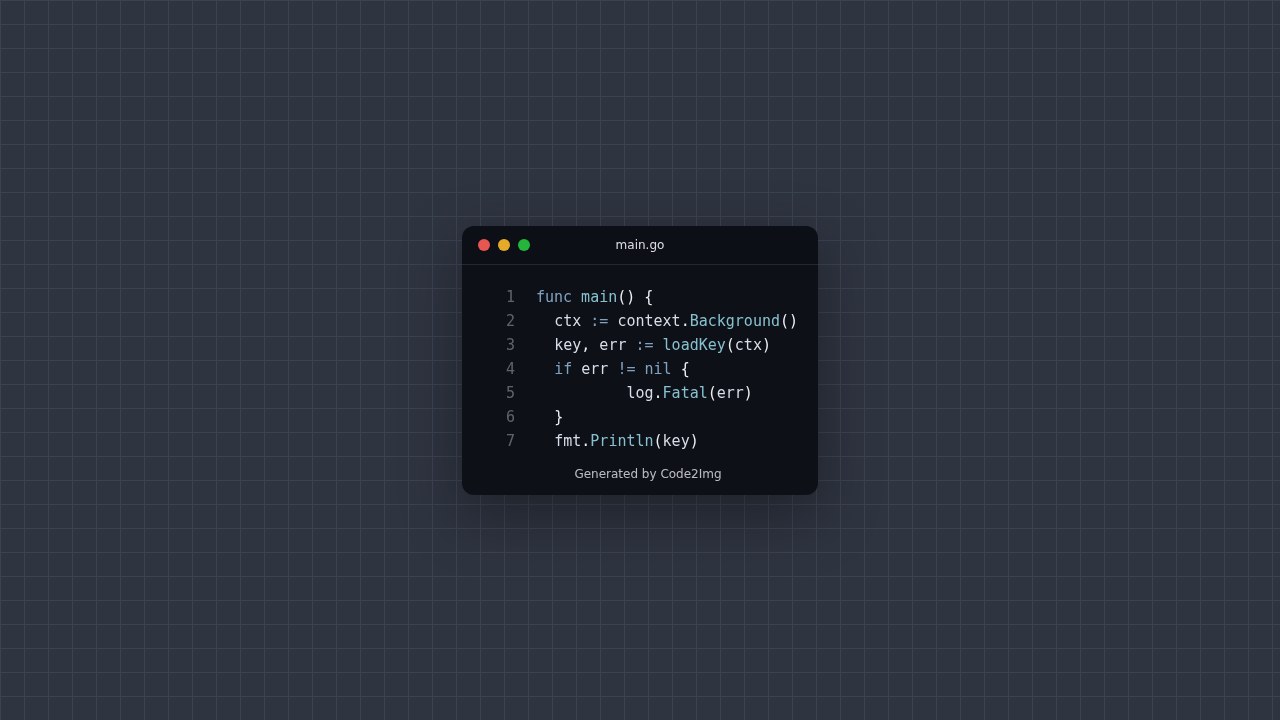 main.go
1 func main() {
2   ctx := context.Background()
3   key, err := loadKey(ctx)
4   if err != nil {
5           log.Fatal(err)
6   }
7   fmt.Println(key)
Generated by Code2Img